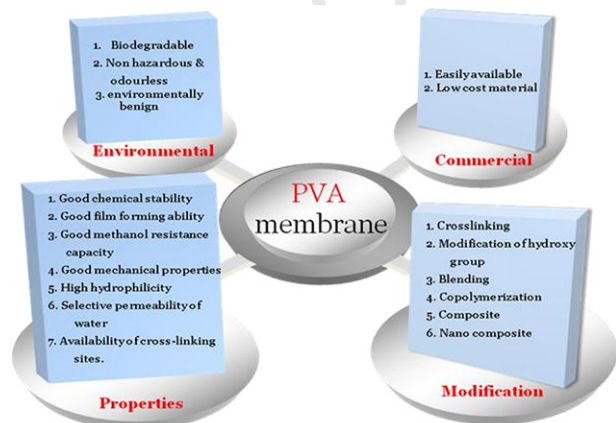 1. Biodegradable
2. Non hazardous &
odourless
3. environmentally
benign
Environmental
1. Easily available
2. Low cost material
Commercial
PVA
membrane
1. Good chemical stability
2. Good film forming ability
3. Good methanol resistance
capacity
4. Good mechanical properties
5. High hydrophilicity
6. Selective permeability of
water
7. Availability of cross-linking
sites.
Properties
1. Crosslinking
2. Modification of hydroxy
group
3. Blending
4. Copolymerization
5. Composite
6. Nano composite
Modification